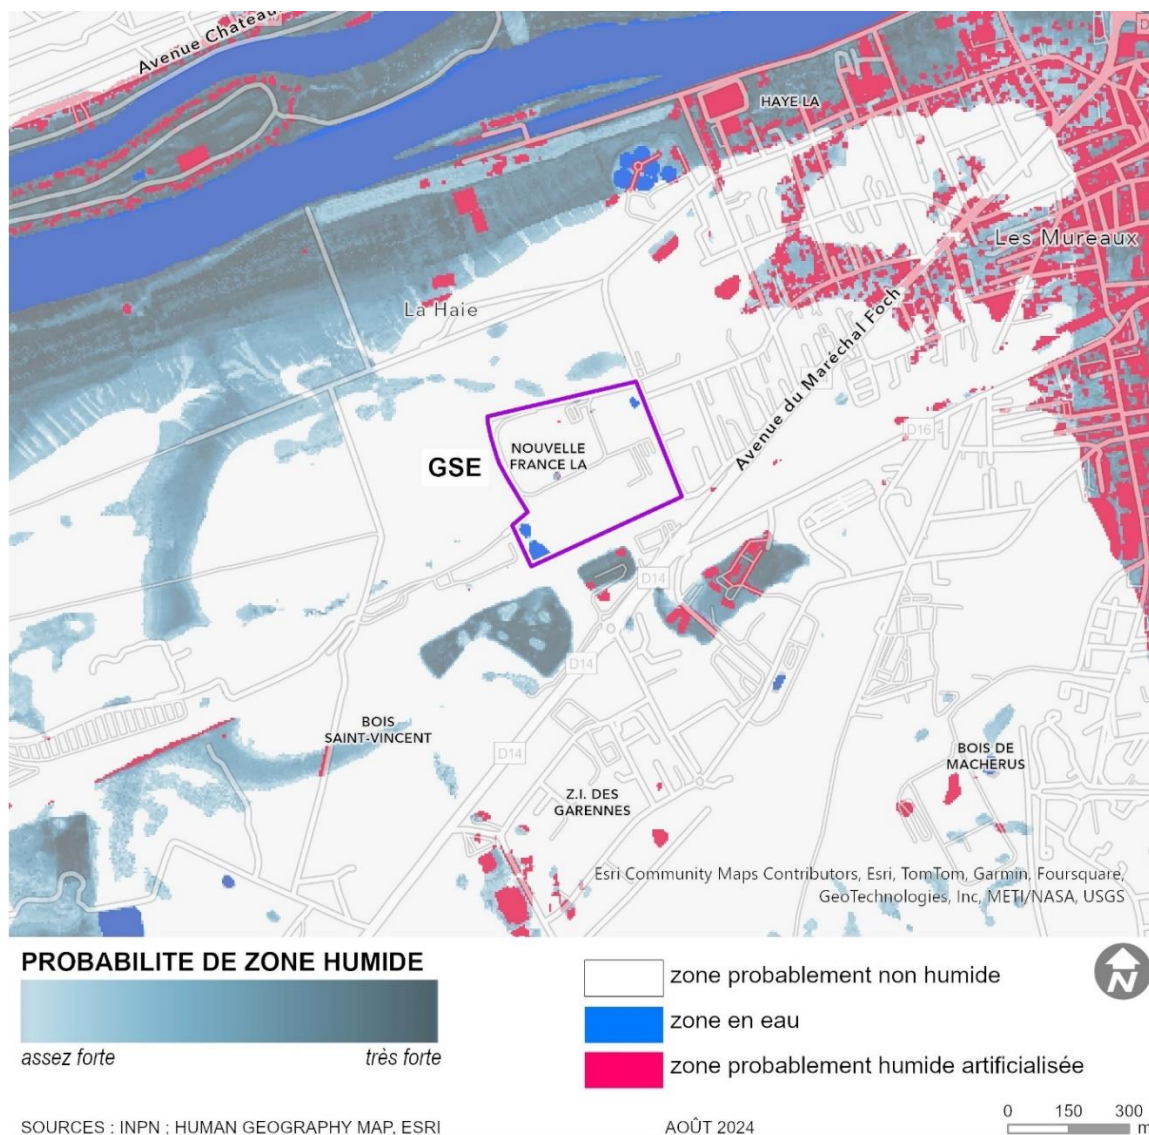 Avenue Chateau
D
HAYE LA
Les Mureaux
La Haie
Avenue du Maréchal Foch
D16
NOUVELLE
FRANCE LA
GSE
D14
D14
BOIS
SAINT-VINCENT
D14
BOIS DE
MACHERUS
Z.I. DES
GARENNES
Esri Community Maps Contributors, Esri, TomTom, Garmin, Foursquare,
GeoTechnologies, Inc, METI/NASA, USGS
PROBABILITE DE ZONE HUMIDE
assez forte
très forte
zone probablement non humide
zone en eau
zone probablement humide artificialisée
N
SOURCES : INPN ; HUMAN GEOGRAPHY MAP, ESRI
AOÛT 2024
0 150 300
m